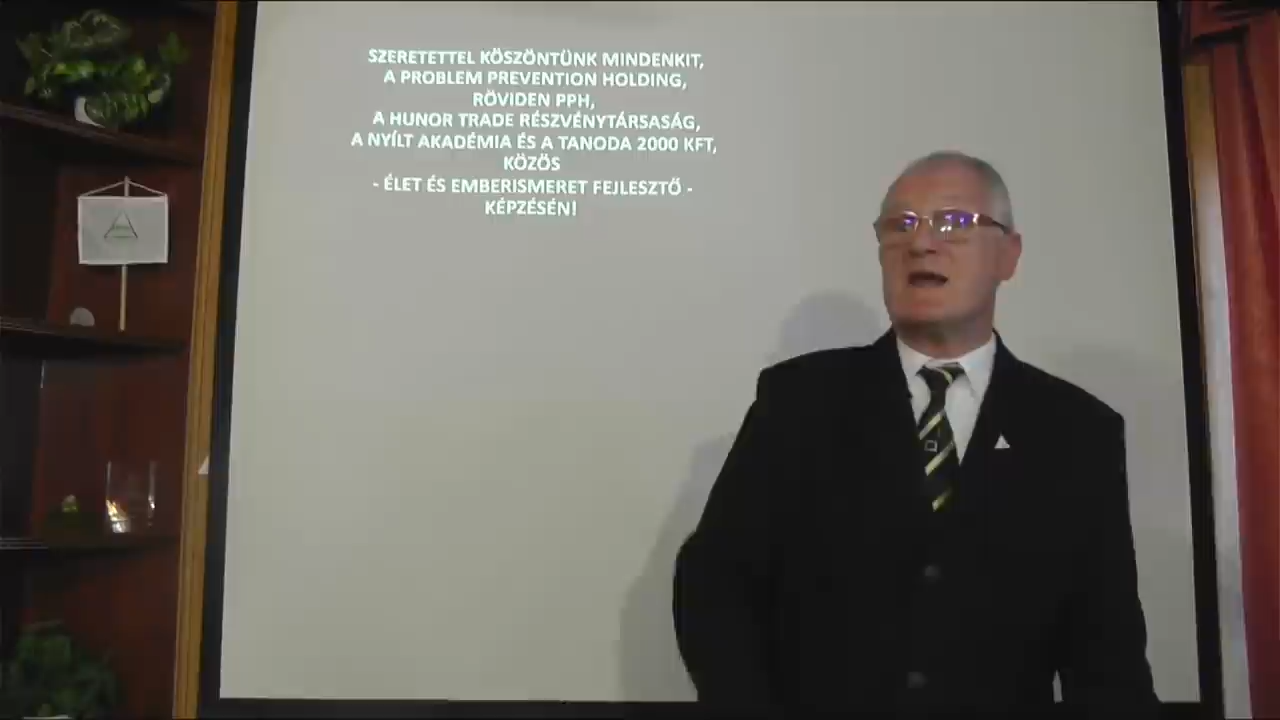 SZERETETTEL KÖSZÖNTÜNK MINDENKIT,
A PROBLEM PREVENTION HOLDING,
RÖVIDEN PPH,
A HUNOR TRADE RÉSZVÉNYTÁRSASÁG,
A NYÍLT AKADÉMIA ÉS A TANODA 2000 KFT,
KÖZÖS
- ÉLET ÉS EMBERISMERET FEJLESZTŐ -
KÉPZÉSÉN!